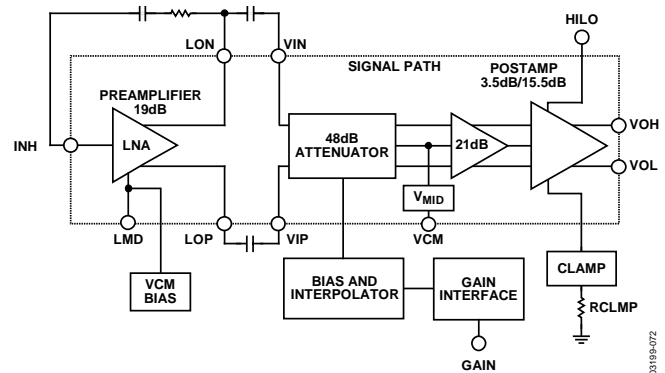 HILO
LON
VIN
SIGNAL PATH
POSTAMP
3.5dB/15.5dB
PREAMPLIFIER
19dB
INH
LNA
48dB
ATTENUATOR
21dB
VOH
VOL
VMID
LMD
LOP
VIP
VCM
VCM
BIAS
BIAS AND
INTERPOLATOR
GAIN
INTERFACE
CLAMP
RCLMP
GAIN
03199-072